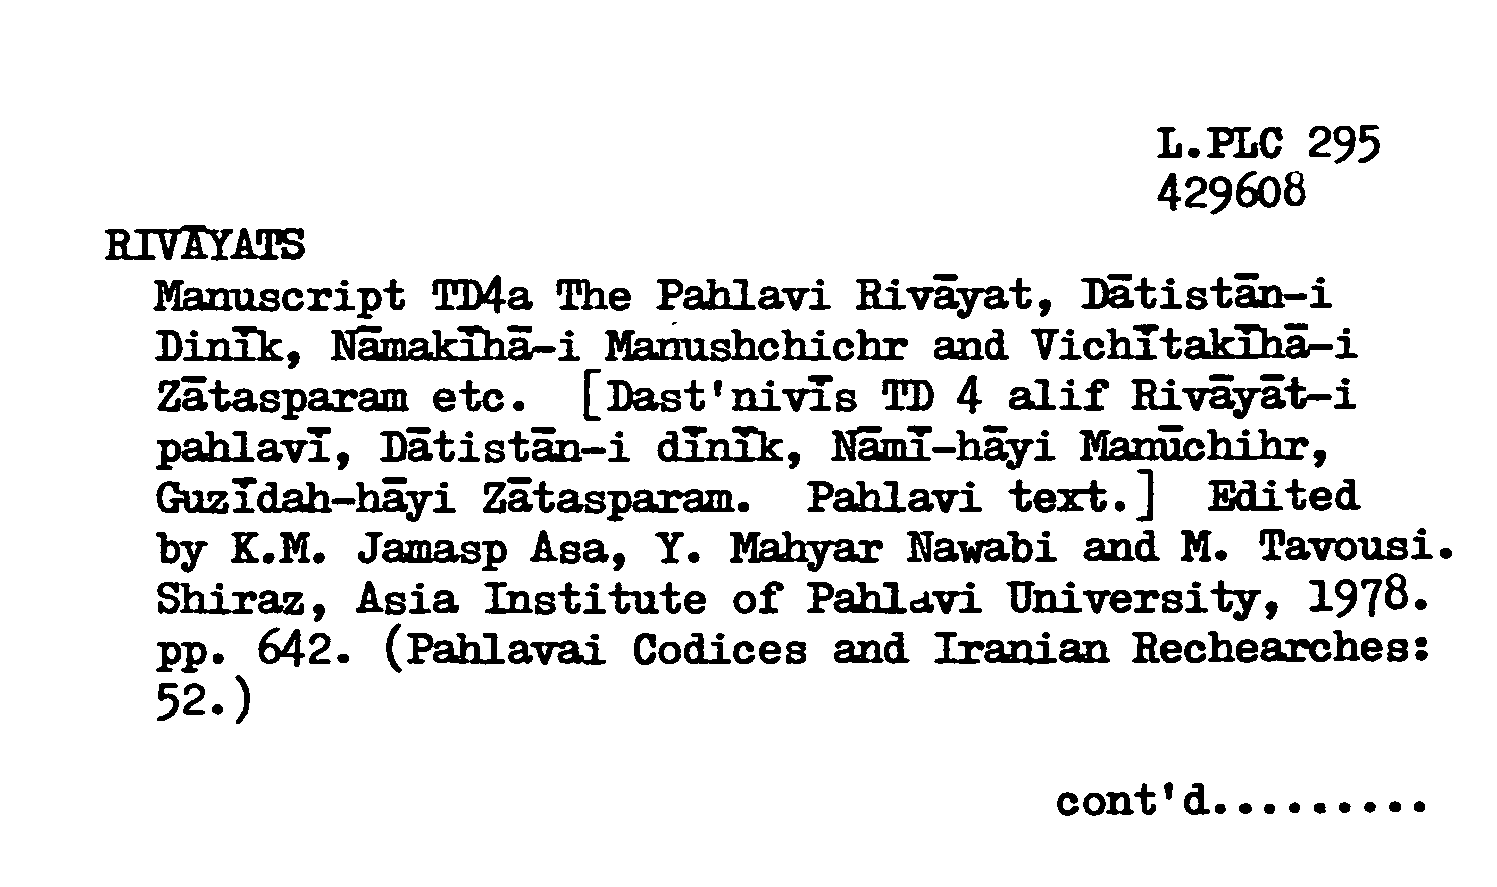 L.PLC 295
429608
RIVĀYATS
Manuscript TD4a The Pahlavi Rivāyat, Dātistān-i
Dinīk, Nāmakīhā-i Manushchichr and Vichītakīhā-i
Zātasparam etc. [Dast'nivīs TD 4 alif Rivāyāt-i
pahlavī, Dātistān-i dīnīk, Nāmī-hāyi Manūchihr,
Guzīdah-hāyi Zātasparam. Pahlavi text.] Edited
by K.M. Jamasp Asa, Y. Mahyar Nawabi and M. Tavousi.
Shiraz, Asia Institute of Pahlavi University, 1978.
pp. 642. (Pahlavai Codices and Iranian Rechearches:
52.)
cont'd.........